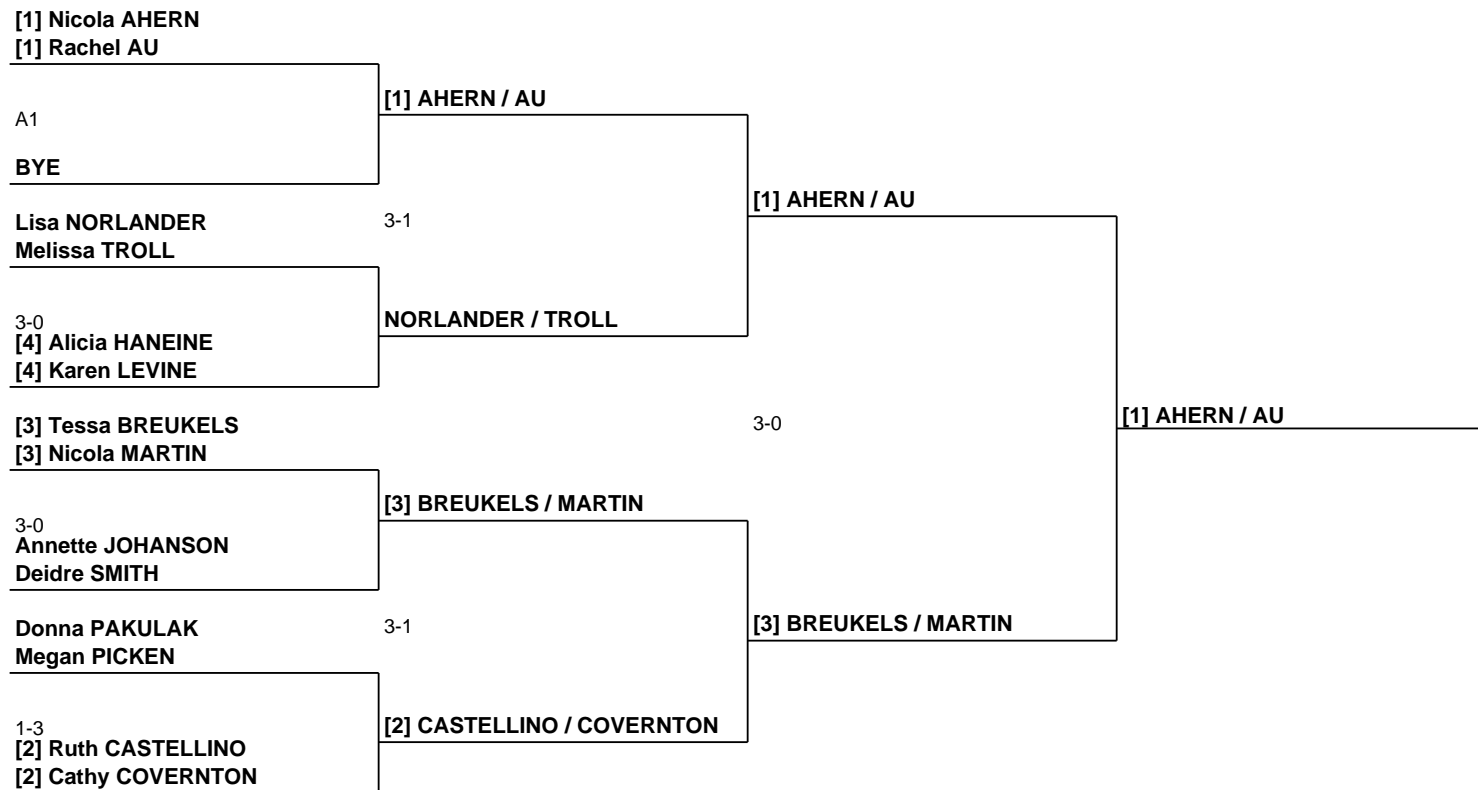 [1] Nicola AHERN
[1] Rachel AU
[1] AHERN / AU
A1
BYE
[1] AHERN / AU
Lisa NORLANDER
3-1
Melissa TROLL
3-0
NORLANDER / TROLL
[4] Alicia HANEINE
[4] Karen LEVINE
[3] Tessa BREUKELS
3-0
[1] AHERN / AU
[3] Nicola MARTIN
[3] BREUKELS / MARTIN
3-0
Annette JOHANSON
Deidre SMITH
Donna PAKULAK
3-1
[3] BREUKELS / MARTIN
Megan PICKEN
1-3
[2] CASTELLINO / COVERNTON
[2] Ruth CASTELLINO
[2] Cathy COVERNTON